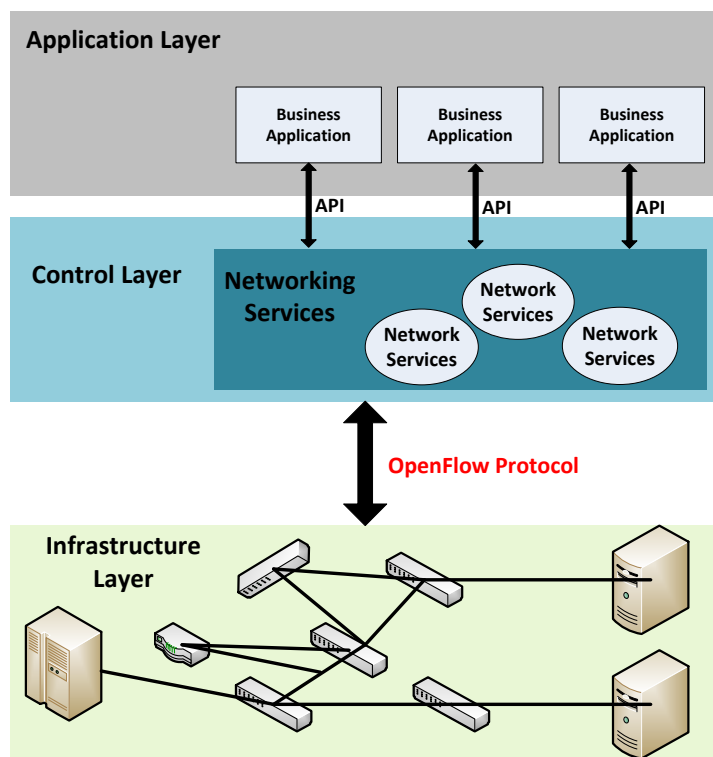 Application Layer
Business
Application
Business
Application
Business
Application
API
API
API
Control Layer
Networking
Services
Network
Services
Network
Services
Network
Services
OpenFlow Protocol
Infrastructure
Layer